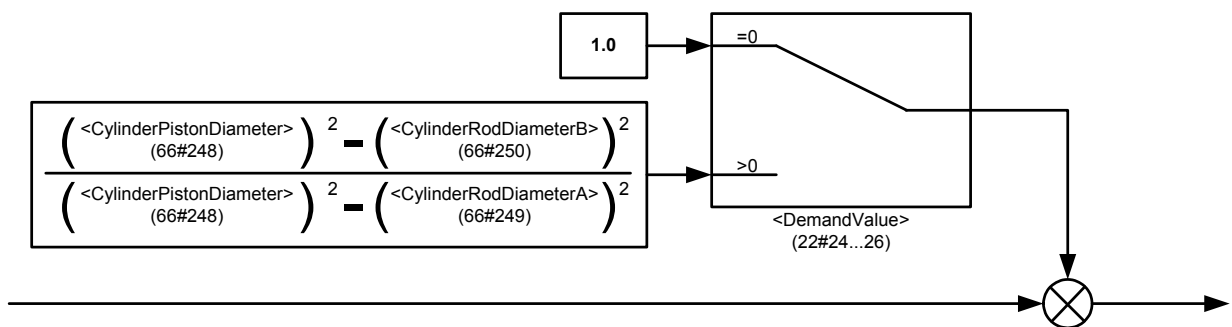 1.0
=0
(<CylinderPistonDiameter> (66#248))² − (<CylinderRodDiameterB> (66#250))²
(<CylinderPistonDiameter> (66#248))² − (<CylinderRodDiameterA> (66#249))²
>0
<DemandValue>
(22#24...26)